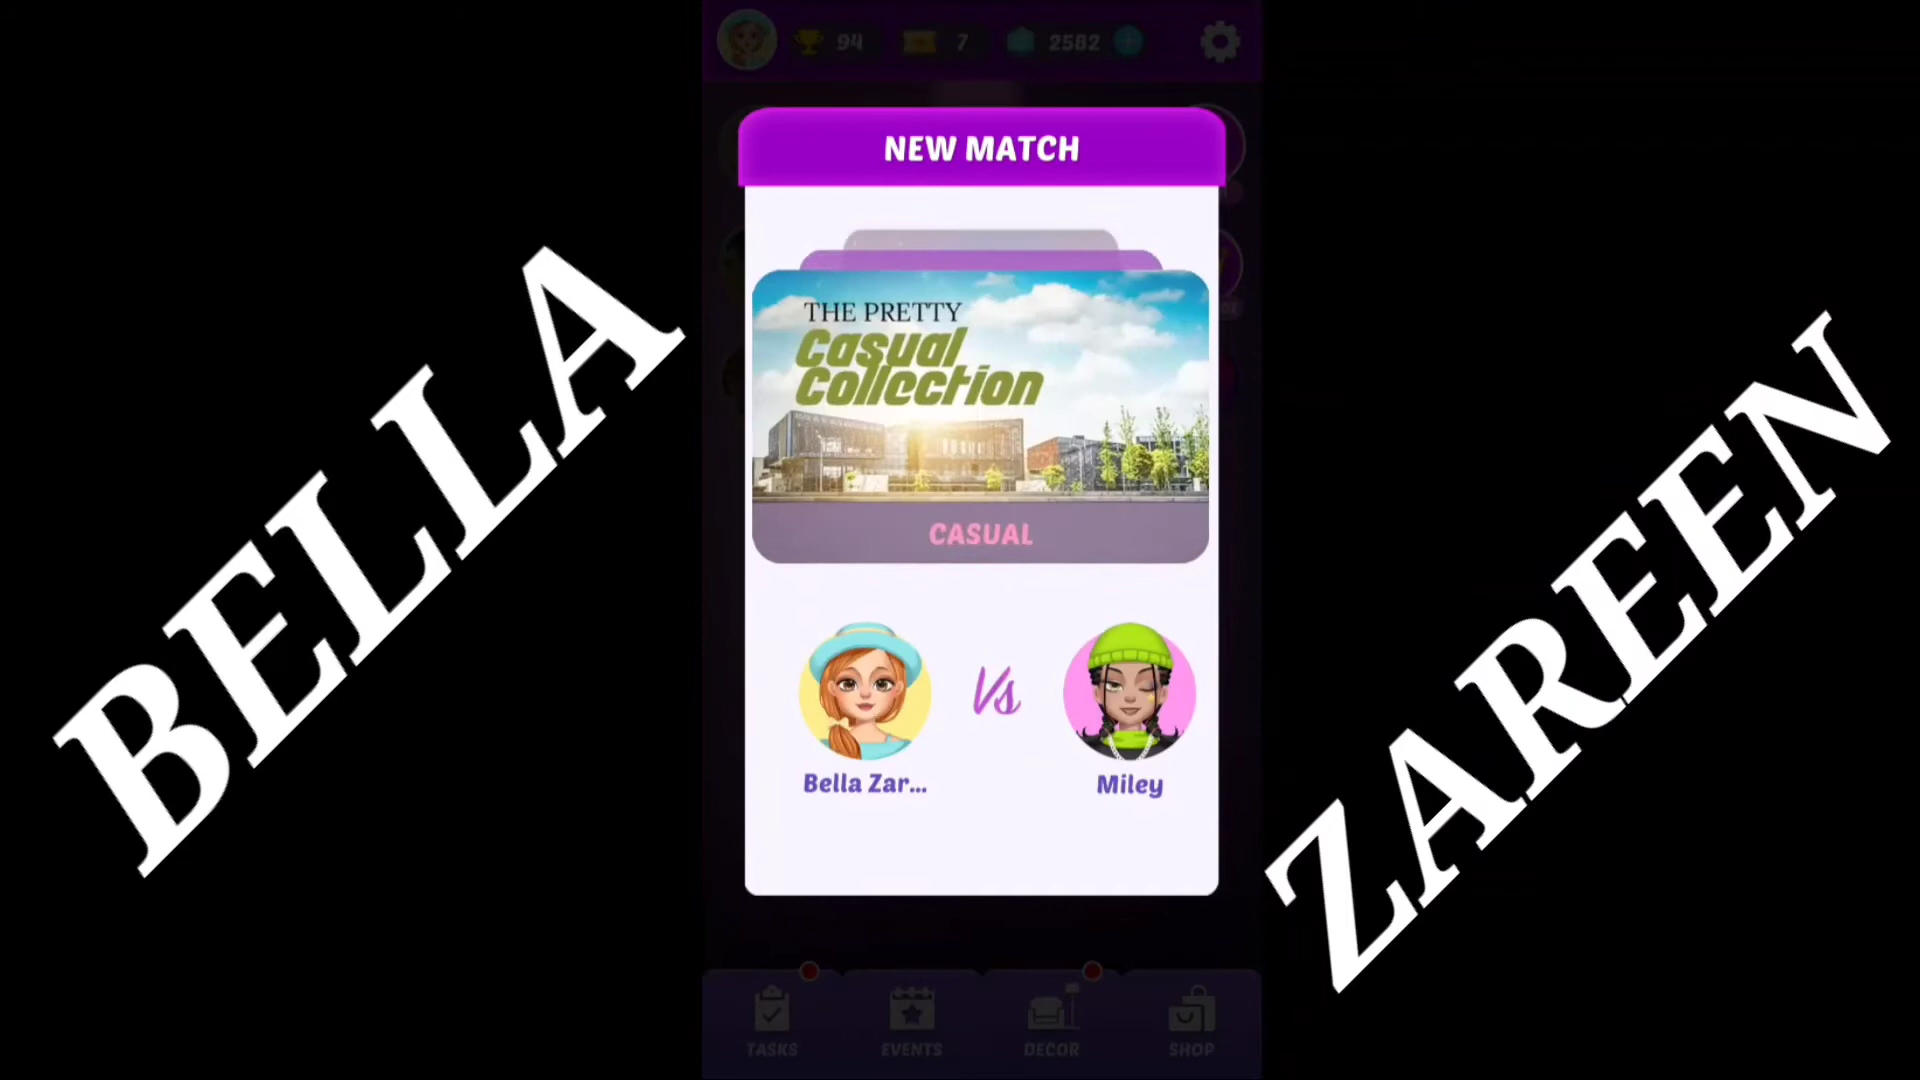 94
7
2582
NEW MATCH
THE PRETTY
Casual
Collection
CASUAL
Bella Zar...
Vs
Miley
BELLA
ZAREEN
TASKS
EVENTS
DECOR
SHOP